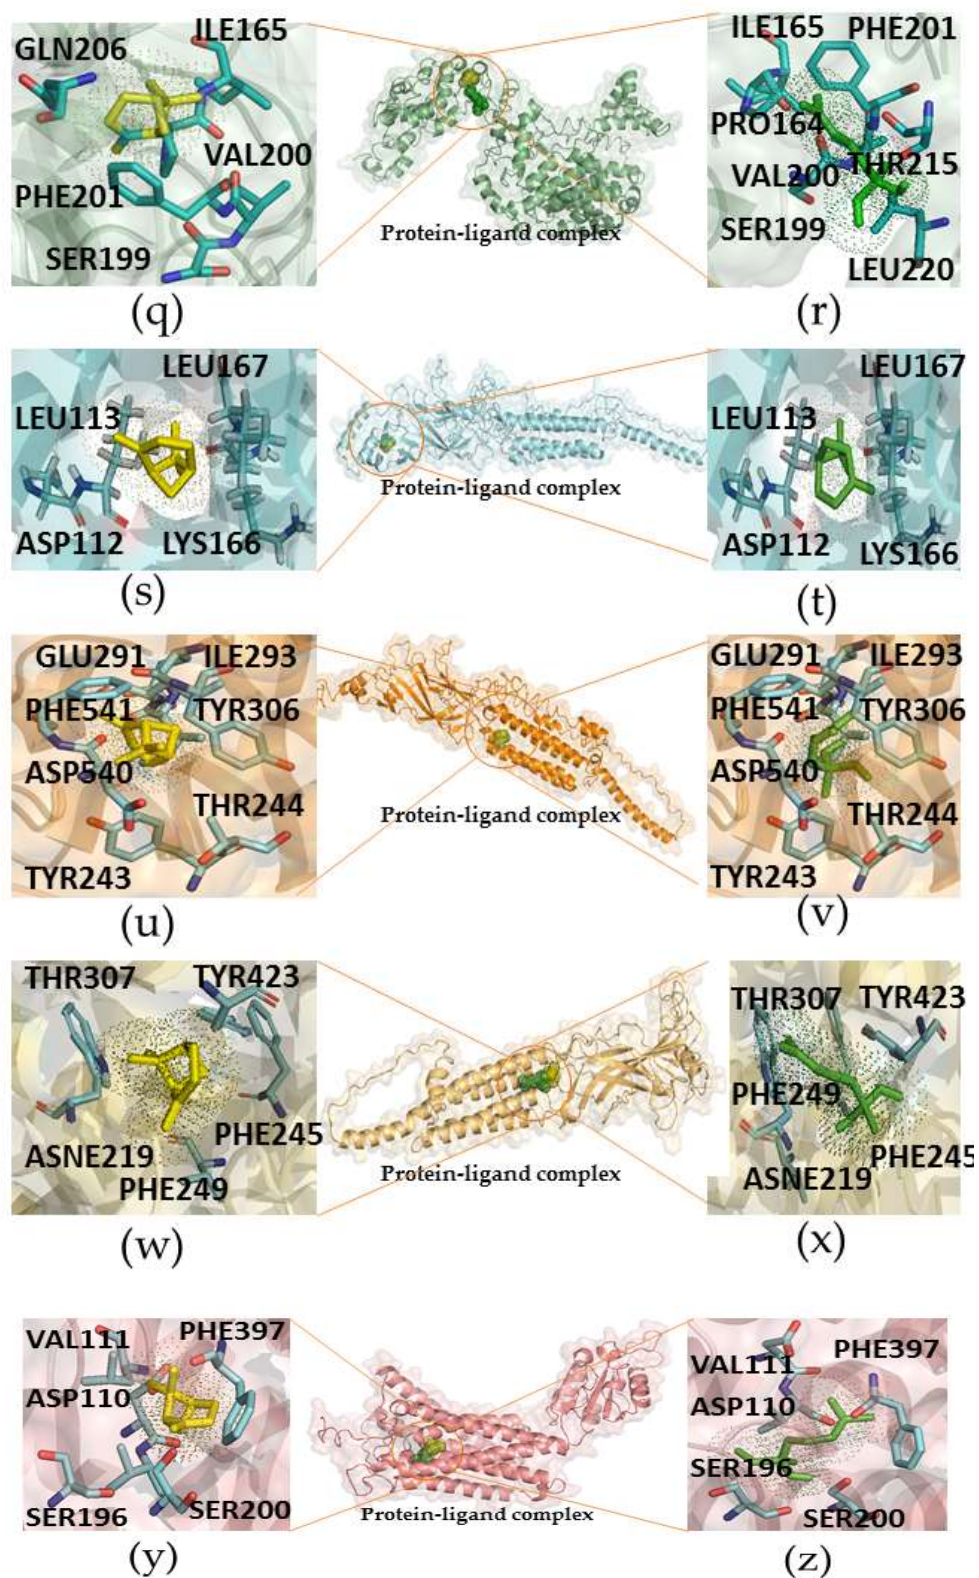 ILE165
GLN206
VAL200
PHE201
SER199
(q)
Protein-ligand complex
ILE165 PHE201
PRO164
THR215
VAL200
SER199
LEU220
(r)
LEU167
LEU113
ASP112 LYS166
(s)
Protein-ligand complex
LEU167
LEU113
ASP112
LYS166
(t)
GLU291 ILE293
PHE541 TYR306
ASP540
THR244
TYR243
(u)
Protein-ligand complex
GLU291 ILE293
PHE541 TYR306
ASP540
THR244
TYR243
(v)
THR307 TYR423
PHE245
ASNE219
PHE249
(w)
Protein-ligand complex
THR307 TYR423
PHE249
PHE245
ASNE219
(x)
VAL111 PHE397
ASP110
SER196 SER200
(y)
Protein-ligand complex
VAL111 PHE397
ASP110
SER196
SER200
(z)